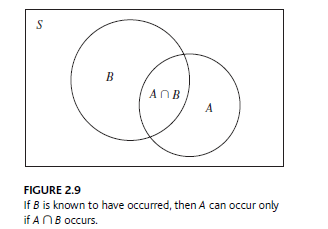 S
B
A∩B
A
FIGURE 2.9
If B is known to have occurred, then A can occur only
if A∩B occurs.